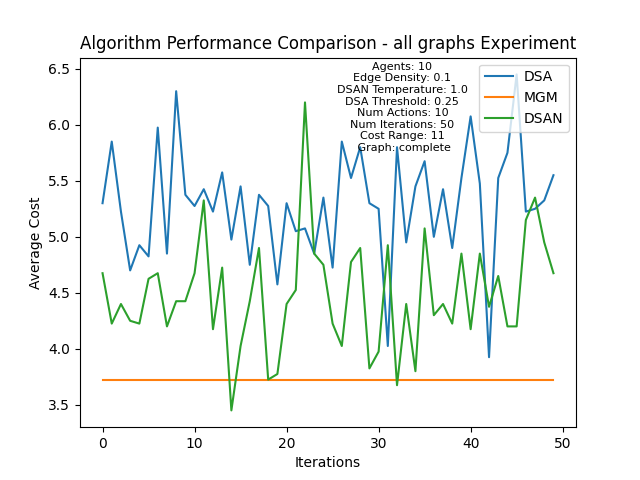 Algorithm Performance Comparison - all graphs Experiment
Agents: 10
Edge Density: 0.1
DSAN Temperature: 1.0
DSA Threshold: 0.25
Num Actions: 10
Num Iterations: 50
Cost Range: 11
Graph: complete
DSA
MGM
DSAN
Average Cost
6.5
6.0
5.5
5.0
4.5
4.0
3.5
0 10 20 30 40 50
Iterations